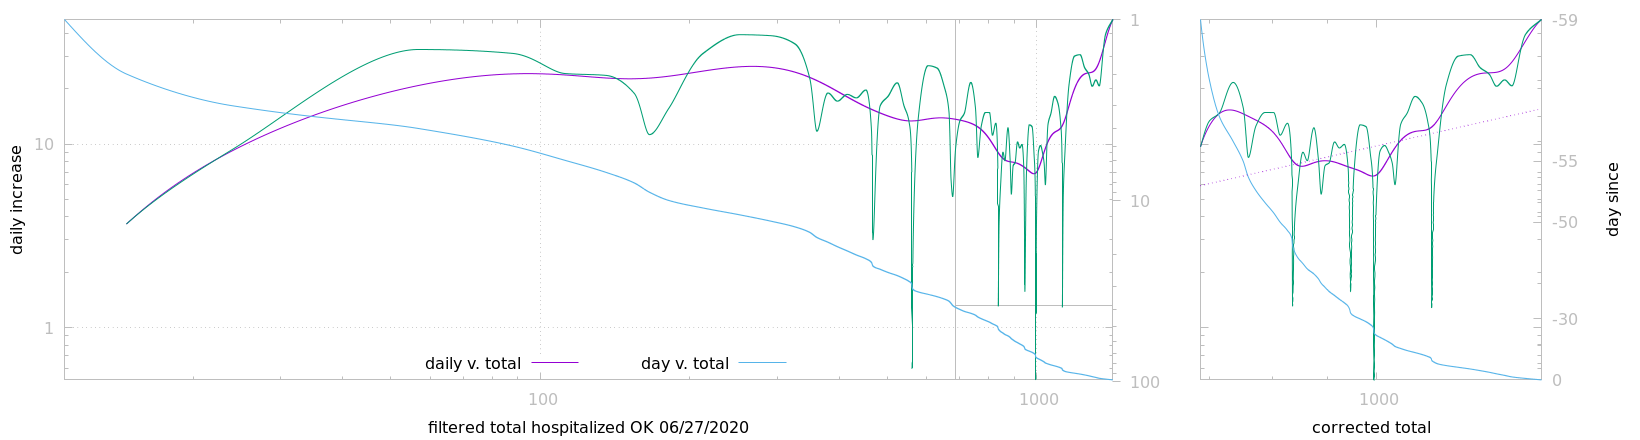 daily increase
10
1
daily v. total
day v. total
100
1000
filtered total hospitalized OK 06/27/2020
1
10
100
1000
corrected total
-59
-55
-50
-30
0
day since